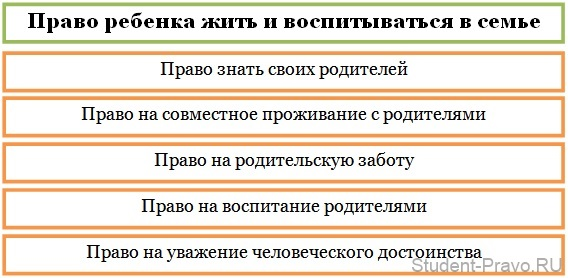 Право ребенка жить и воспитываться в семье
Право знать своих родителей
Право на совместное проживание с родителями
Право на родительскую заботу
Право на воспитание родителями
Право на уважение человеческого достоинства
Student-Pravo.RU